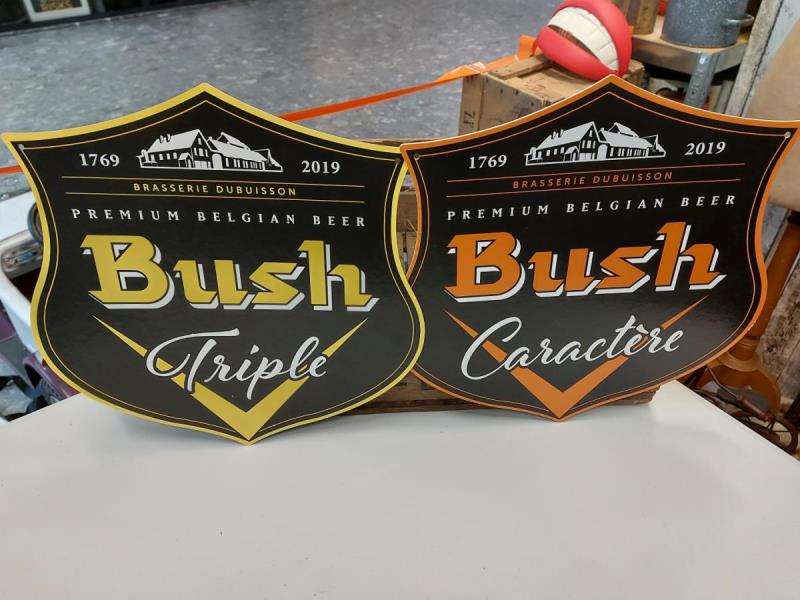 1769 2019
BRASSERIE DUBUISSON
PREMIUM BELGIAN BEER
Bush
Triple
1769 2019
BRASSERIE DUBUISSON
PREMIUM BELGIAN BEER
Bush
Caractère